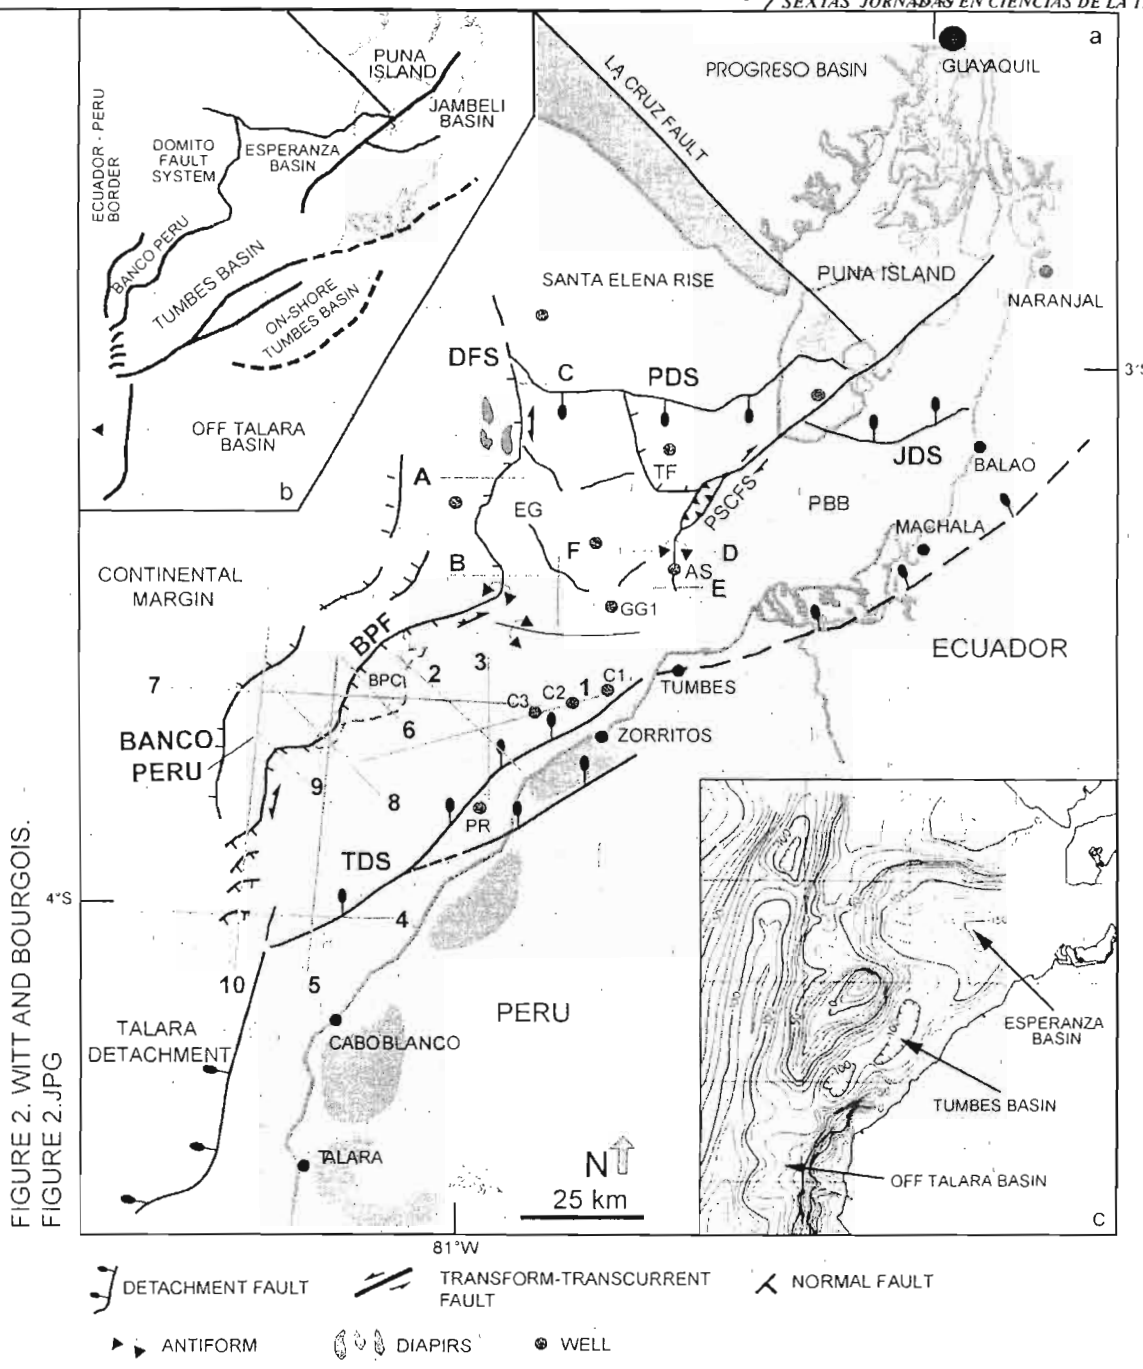 SEXTAS JORNADAS EN CIENCIAS DE LA
a
PUNA
ISLAND
JAMBELI
BASIN
ECUADOR - PERU
BORDER
DOMITO
FAULT
SYSTEM
ESPERANZA
BASIN
BANCO PERU
TUMBES BASIN
ON-SHORE
TUMBES BASIN
OFF TALARA
BASIN
b
PROGRESO BASIN
GUAYAQUIL
LA CRUZ FAULT
SANTA ELENA RISE
PUNA ISLAND
NARANJAL
3°S
DFS
C
PDS
TF
JDS
BALAO
A
EG
PSCFS
PBB
MACHALA
F
D
B
AS
E
GG1
CONTINENTAL
MARGIN
ECUADOR
BPF
BPC
2
3
7
1
C1
C2
C3
TUMBES
6
ZORRITOS
BANCO
PERU
9
8
PR
TDS
4°S
4
10
5
TALARA
DETACHMENT
PERU
CABO BLANCO
TALARA
N
25 km
ESPERANZA
BASIN
TUMBES BASIN
OFF TALARA BASIN
C
81°W
FIGURE 2. WITT AND BOURGOIS.
FIGURE 2.JPG
DETACHMENT FAULT
TRANSFORM-TRANSCURRENT
FAULT
NORMAL FAULT
ANTIFORM
DIAPIRS
WELL